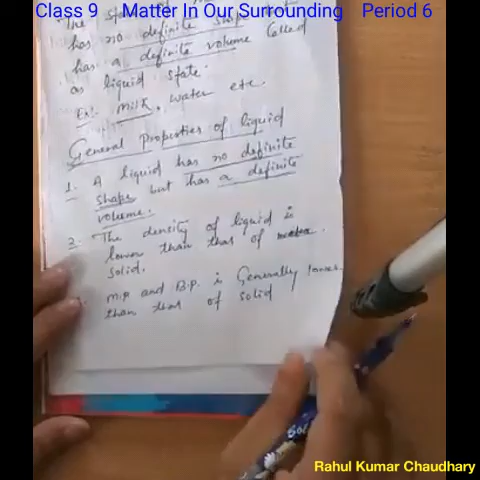 Class 9 Matter In Our Surrounding Period 6
The state
has no definite shape
has a definite volume called
as liquid state.
Ex:- Milk, water etc.
General Properties of liquid
1. A liquid has no definite
shape but has a definite
volume.
2. The density of liquid is
lower than that of
solid.
M.P and B.P. is Generally lower
than that of solid
Rahul Kumar Chaudhary